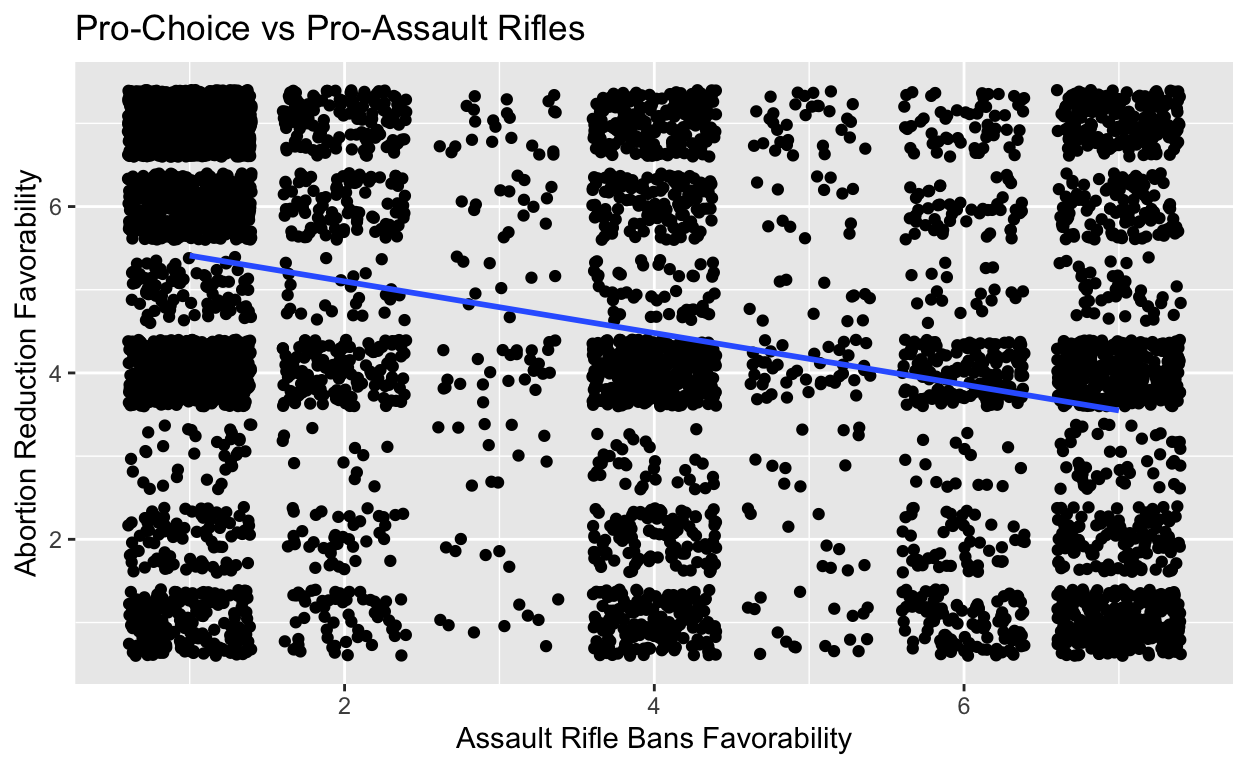 Pro-Choice vs Pro-Assault Rifles
Abortion Reduction Favorability
6
4
2
2
4
6
Assault Rifle Bans Favorability